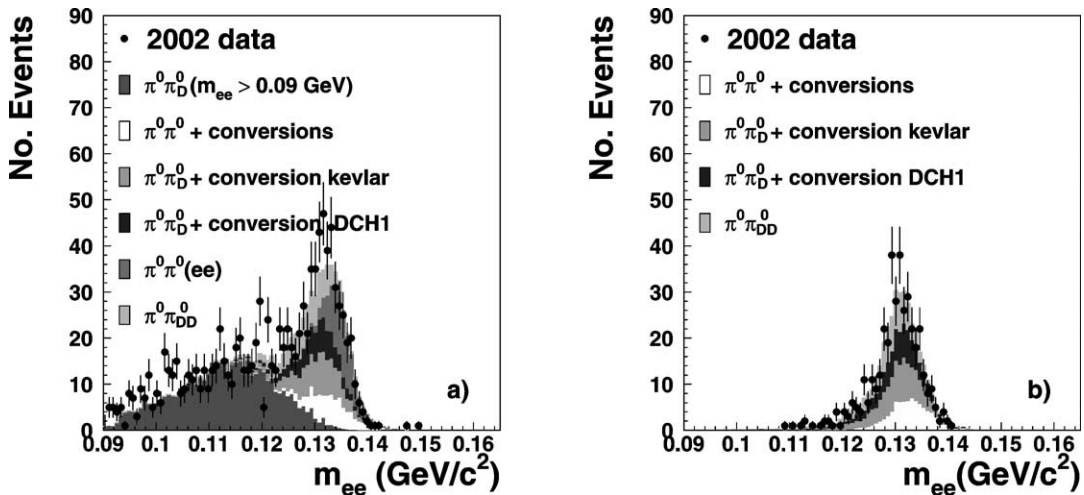 No. Events
90
80
70
60
50
40
30
20
10
0
2002 data
π⁰π⁰_D (m_ee > 0.09 GeV)
π⁰π⁰ + conversions
π⁰π⁰_D + conversion kevlar
π⁰π⁰_D + conversion DCH1
π⁰π⁰(ee)
π⁰π⁰_DD
a)
0.09 0.1 0.11 0.12 0.13 0.14 0.15 0.16
m_ee (GeV/c²)
No. Events
90
80
70
60
50
40
30
20
10
0
2002 data
π⁰π⁰ + conversions
π⁰π⁰_D + conversion kevlar
π⁰π⁰_D + conversion DCH1
π⁰π⁰_DD
b)
0.09 0.1 0.11 0.12 0.13 0.14 0.15 0.16
m_ee (GeV/c²)